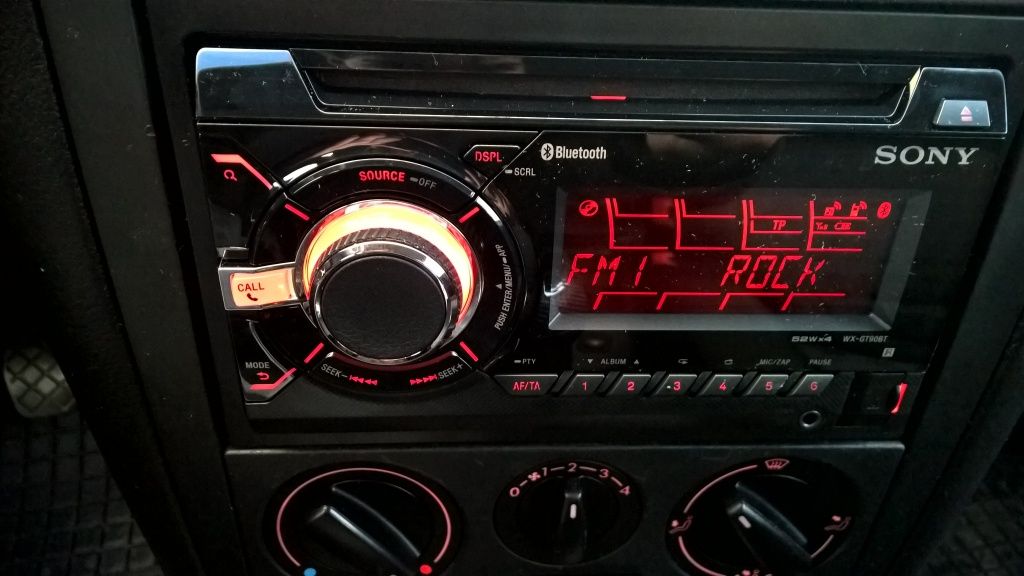 DSPL
SCRL
Bluetooth
SONY
SOURCE OFF
TP
FM1 ROCK
CALL
PUSH ENTER/MENU/ APP
52W×4 WX-GT90BT
MODE
SEEK– SEEK+
PTY ALBUM MIC/ZAP PAUSE
AF/TA 1 2 3 4 5 6
0 1 2 3 4